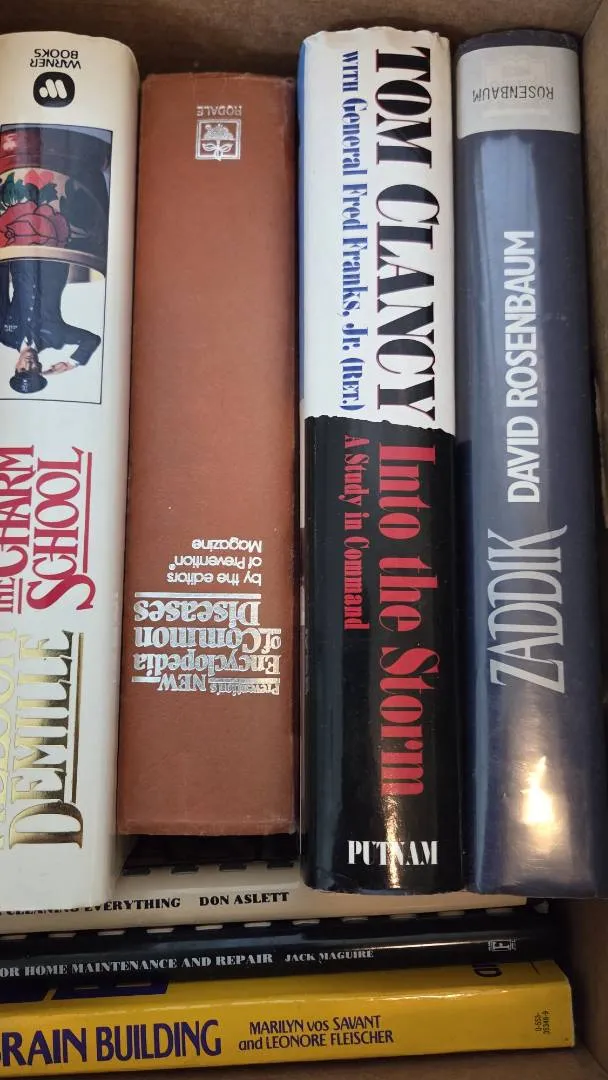 WARNER
BOOKS
THE CHARM
SCHOOL
DEMILLE
RODALE
Prevention's NEW
Encyclopedia
of Common
Diseases
by the editors
of Prevention®
Magazine
TOM CLANCY
WITH General Fred Franks, Jr. (RET.)
Into the Storm
A Study in Command
PUTNAM
ROSENBAUM
ZADDIK DAVID ROSENBAUM
CLEANING EVERYTHING DON ASLETT
OR HOME MAINTENANCE AND REPAIR JACK MAGUIRE
BRAIN BUILDING
MARILYN VOS SAVANT
and LEONORE FLEISCHER